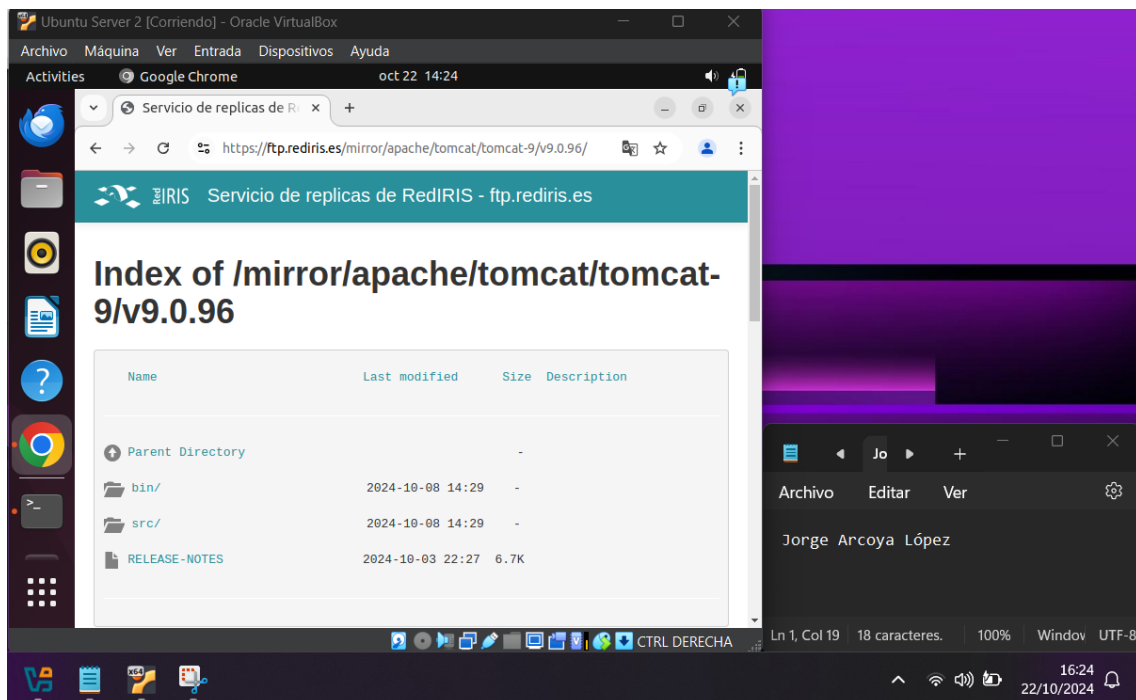 Ubuntu Server 2 [Corriendo] - Oracle VirtualBox
Archivo Máquina Ver Entrada Dispositivos Ayuda
Activities Google Chrome oct 22 14:24
Servicio de replicas de R
https://ftp.rediris.es/mirror/apache/tomcat/tomcat-9/v9.0.96/
RedIRIS Servicio de replicas de RedIRIS - ftp.rediris.es
Index of /mirror/apache/tomcat/tomcat-
9/v9.0.96
Name Last modified Size Description
Parent Directory -
bin/ 2024-10-08 14:29 -
src/ 2024-10-08 14:29 -
RELEASE-NOTES 2024-10-03 22:27 6.7K
CTRL DERECHA
Jo
Archivo Editar Ver
Jorge Arcoya López
Ln 1, Col 19 18 caracteres. 100% Window UTF-8
X64
16:24
22/10/2024